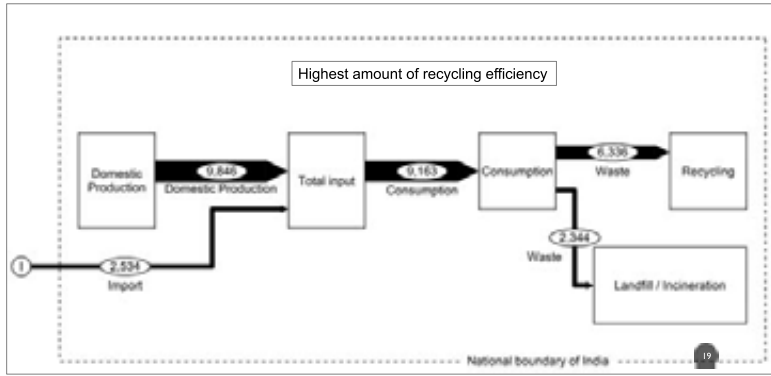 Highest amount of recycling efficiency
Domestic
Production
9,846
Domestic Production
Total input
9,163
Consumption
Consumption
6,336
Waste
Recycling
2,344
Waste
Landfill / Incineration
I
2,534
Import
National boundary of India
19